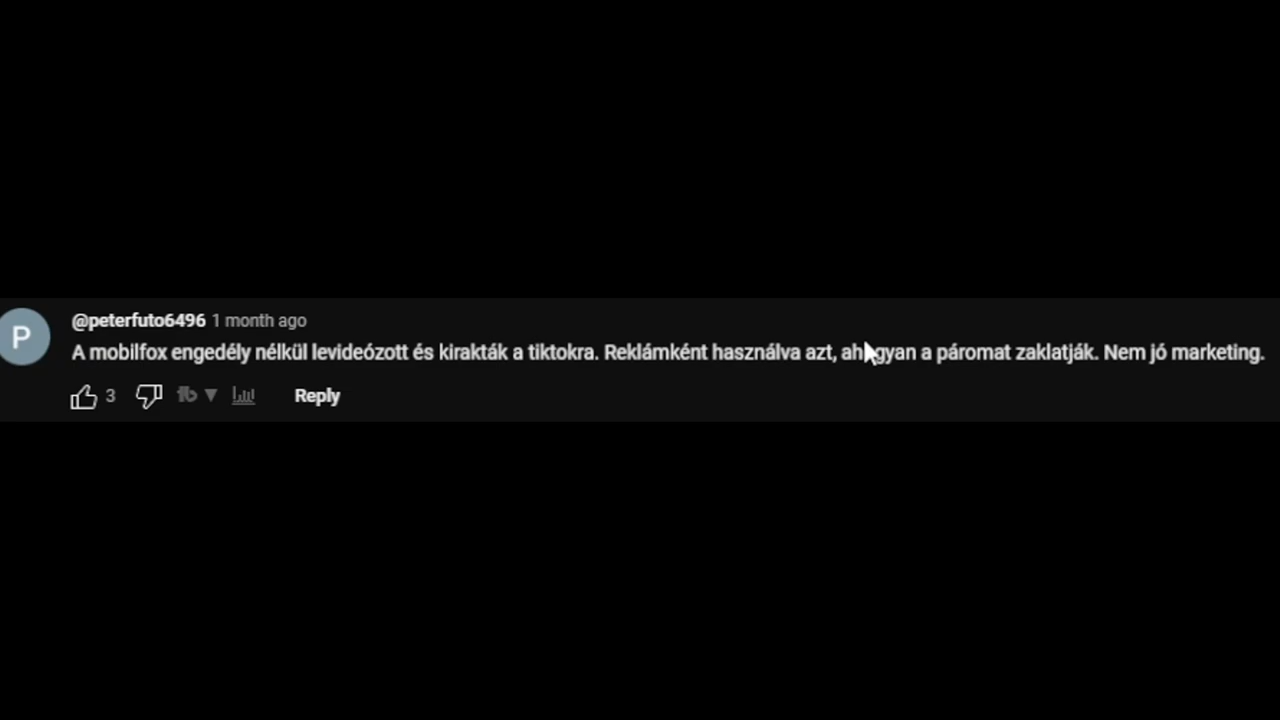 P
@peterfuto6496 1 month ago
A mobilfox engedély nélkül levideózott és kirakták a tiktokra. Reklámként használva azt, ahogyan a páromat zaklatják. Nem jó marketing.
3 Reply